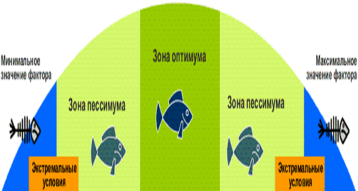 Зона оптимума
Минимальное
значение фактора
Максимальное
значение фактора
Зона пессимума
Зона пессимума
Экстремальные
условия
Экстремальные
условия